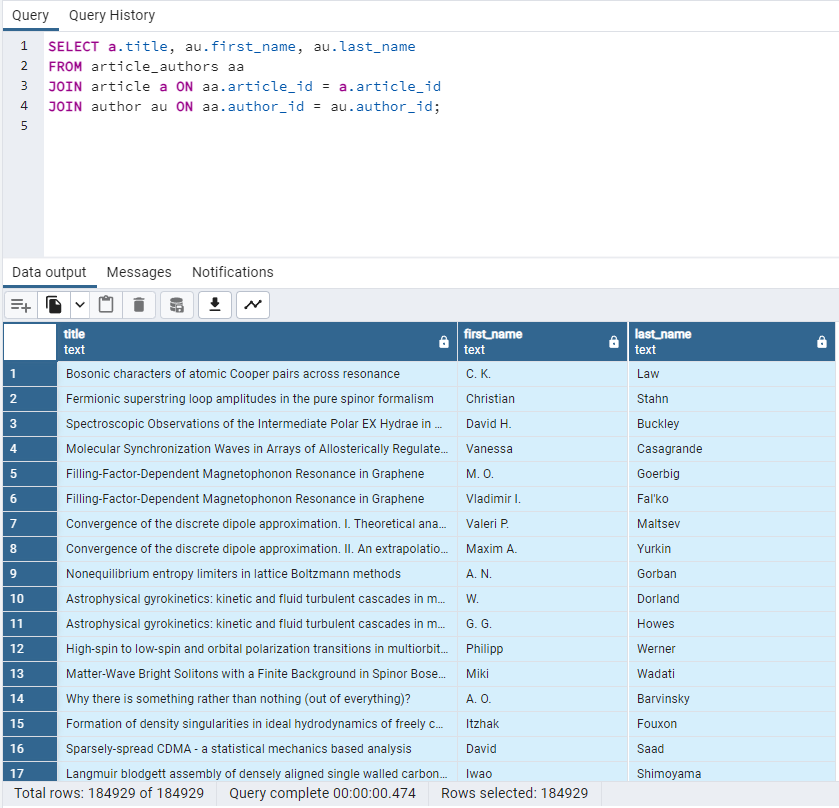 Query Query History
1 SELECT a.title, au.first_name, au.last_name
2 FROM article_authors aa
3 JOIN article a ON aa.article_id = a.article_id
4 JOIN author au ON aa.author_id = au.author_id;
5
Data output Messages Notifications
title first_name last_name
text text text
1 Bosonic characters of atomic Cooper pairs across resonance C. K. Law
2 Fermionic superstring loop amplitudes in the pure spinor formalism Christian Stahn
3 Spectroscopic Observations of the Intermediate Polar EX Hydrae in ... David H. Buckley
4 Molecular Synchronization Waves in Arrays of Allosterically Regulate... Vanessa Casagrande
5 Filling-Factor-Dependent Magnetophonon Resonance in Graphene M. O. Goerbig
6 Filling-Factor-Dependent Magnetophonon Resonance in Graphene Vladimir I. Fal'ko
7 Convergence of the discrete dipole approximation. I. Theoretical ana... Valeri P. Maltsev
8 Convergence of the discrete dipole approximation. II. An extrapolatio... Maxim A. Yurkin
9 Nonequilibrium entropy limiters in lattice Boltzmann methods A. N. Gorban
10 Astrophysical gyrokinetics: kinetic and fluid turbulent cascades in m... W. Dorland
11 Astrophysical gyrokinetics: kinetic and fluid turbulent cascades in m... G. G. Howes
12 High-spin to low-spin and orbital polarization transitions in multiorbit... Philipp Werner
13 Matter-Wave Bright Solitons with a Finite Background in Spinor Bose... Miki Wadati
14 Why there is something rather than nothing (out of everything)? A. O. Barvinsky
15 Formation of density singularities in ideal hydrodynamics of freely c... Itzhak Fouxon
16 Sparsely-spread CDMA - a statistical mechanics based analysis David Saad
17 Langmuir blodgett assembly of densely aligned single walled carbon... Iwao Shimoyama
Total rows: 184929 of 184929 Query complete 00:00:00.474 Rows selected: 184929